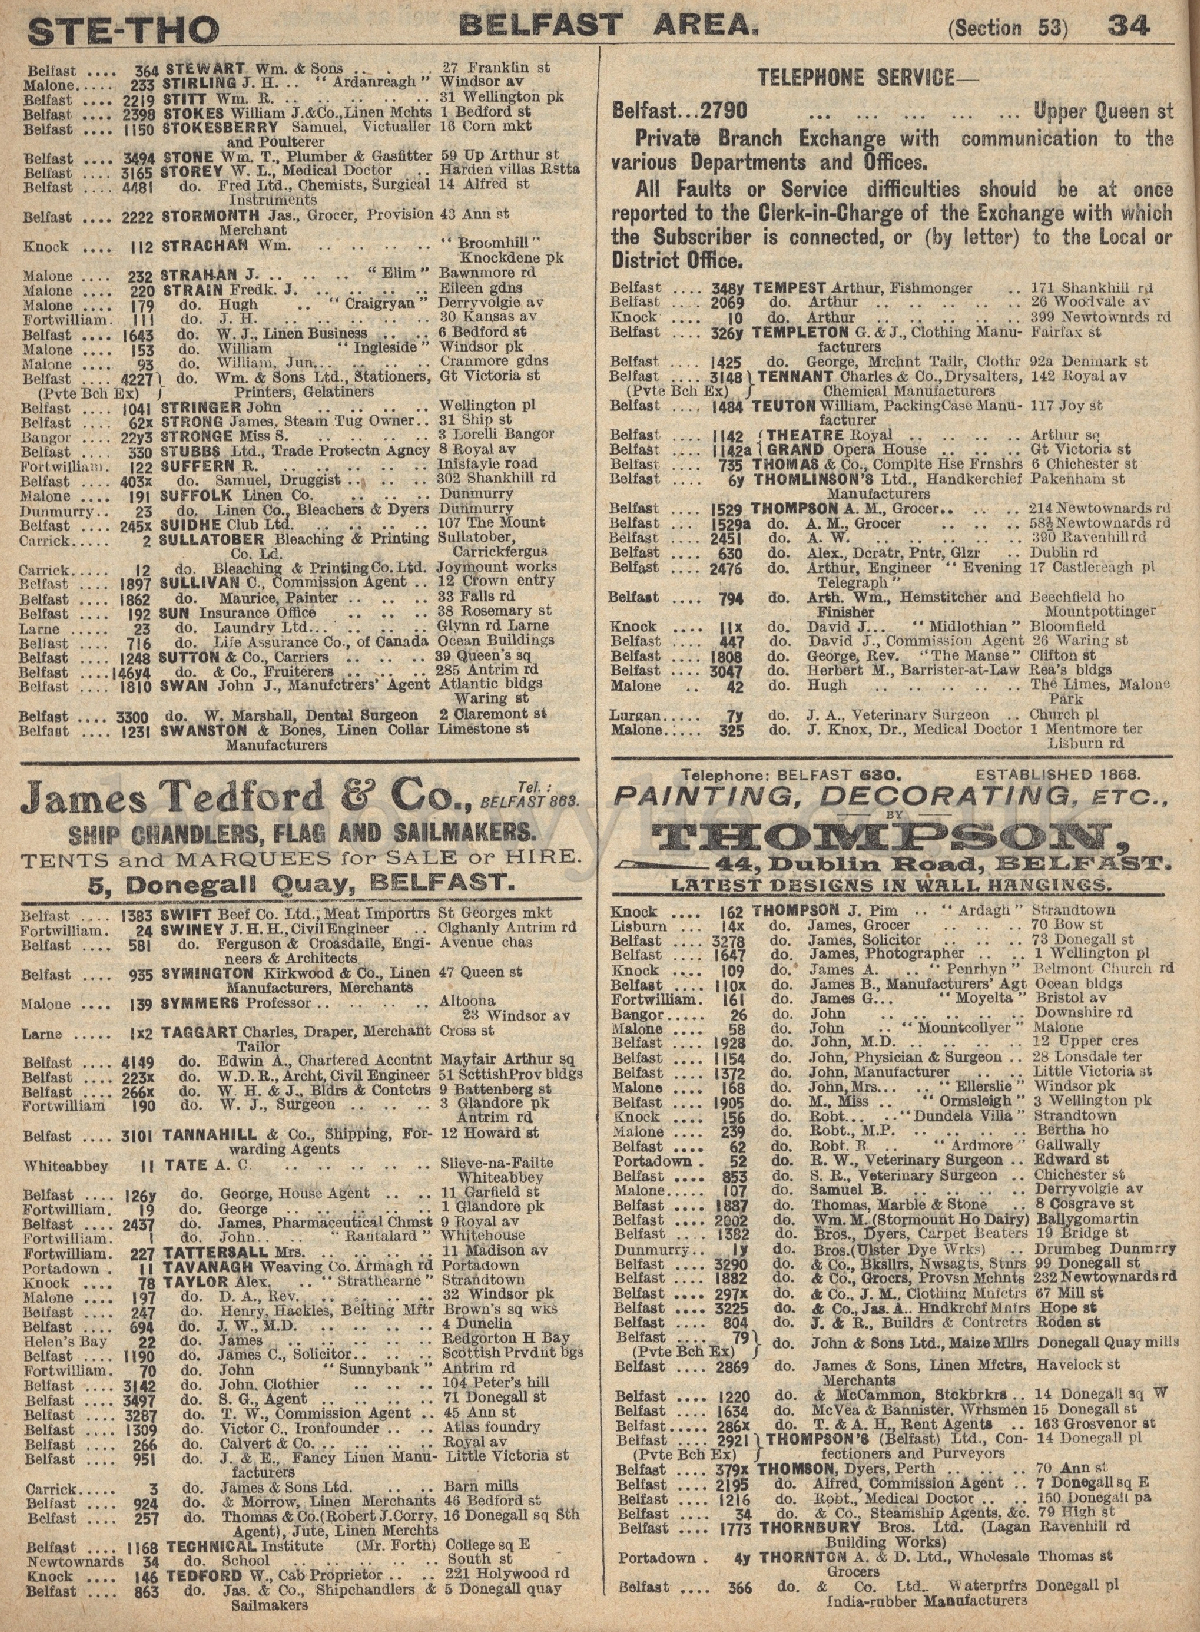 STE-THO BELFAST AREA. (Section 53) 34
Belfast .... 364 STEWART Wm. & Sons .. .. .. 27 Franklin st
Malone..... 233 STIRLING J. H. .. "Ardanreagh" Windsor av
Belfast .... 2219 STITT Wm. R. .. .. .. .. .. 31 Wellington pk
Belfast .... 2398 STOKES William J.&Co., Linen Mchts 1 Bedford st
Belfast .... 1150 STOKESBERRY Samuel, Victualler 16 Corn mkt
and Poulterer
Belfast .... 3494 STONE Wm. T., Plumber & Gasfitter 59 Up Arthur st
Belfast .... 3165 STOREY W. L., Medical Doctor .. Harden villas Rstta
Belfast .... 4481 do. Fred Ltd., Chemists, Surgical 14 Alfred st
Instruments
Belfast .... 2222 STORMONTH Jas., Grocer, Provision 43 Ann st
Merchant
Knock .... 112 STRACHAN Wm. .. .. .. .. "Broomhill"
Knockdene pk
Malone .... 232 STRAHAN J. .. .. .. "Elim" Bawnmore rd
Malone .... 220 STRAIN Fredk. J. .. .. .. .. Eileen gdns
Malone .... 179 do. Hugh .. .. "Craigryan" Derryvolgie av
Fortwilliam. 111 do. J. H. .. .. .. .. .. 30 Kansas av
Belfast .... 1643 do. W. J., Linen Business .. .. 6 Bedford st
Malone .... 153 do. William .. "Ingleside" Windsor pk
Malone .... 93 do. William, Jun... .. .. .. Cranmore gdns
Belfast .... 4227} do. Wm. & Sons Ltd., Stationers, Gt Victoria st
(Pvte Bch Ex) } Printers, Gelatiners
Belfast .... 1041 STRINGER John .. .. .. .. Wellington pl
Belfast .... 62x STRONG James, Steam Tug Owner.. 31 Ship st
Bangor .... 22y3 STRONGE Miss S. .. .. .. .. 3 Lorelli Bangor
Belfast .... 330 STUBBS Ltd., Trade Protectn Agncy 8 Royal av
Fortwilliam. 122 SUFFERN R. .. .. .. .. .. Inisfayle road
Belfast .... 403x do. Samuel, Druggist .. .. .. 302 Shankhill rd
Malone .... 191 SUFFOLK Linen Co. .. .. .. Dunmurry
Dunmurry.. 23 do. Linen Co., Bleachers & Dyers Dunmurry
Belfast .... 245x SUIDHE Club Ltd. .. .. .. .. 107 The Mount
Carrick..... 2 SULLATOBER Bleaching & Printing Sullatober,
Co. Ld. Carrickfergus
Carrick..... 12 do. Bleaching & Printing Co. Ltd. Joymount works
Belfast .... 1897 SULLIVAN C., Commission Agent .. 12 Crown entry
Belfast .... 1862 do. Maurice, Painter .. .. .. 33 Falls rd
Belfast .... 192 SUN Insurance Office .. .. .. 38 Rosemary st
Larne ..... 23 do. Laundry Ltd... .. .. .. Glynn rd Larne
Belfast .... 716 do. Life Assurance Co., of Canada Ocean Buildings
Belfast .... 1248 SUTTON & Co., Carriers .. .. .. 39 Queen's sq
Belfast .....146y4 do. & Co., Fruiterers .. .. .. 285 Antrim rd
Belfast .... 1810 SWAN John J., Manufctrers' Agent Atlantic bldgs
Waring st
Belfast .... 3300 do. W. Marshall, Dental Surgeon 2 Claremont st
Belfast .... 1231 SWANSTON & Bones, Linen Collar Limestone st
Manufacturers
James Tedford & Co., Tel.: BELFAST 863.
SHIP CHANDLERS, FLAG AND SAILMAKERS.
TENTS and MARQUEES for SALE or HIRE.
5, Donegall Quay, BELFAST.
Belfast .... 1383 SWIFT Beef Co. Ltd., Meat Importrs St Georges mkt
Fortwilliam. 24 SWINEY J. H. H., Civil Engineer .. Clghanly Antrim rd
Belfast .... 581 do. Ferguson & Croasdaile, Engi- Avenue chas
neers & Architects
Belfast .... 935 SYMINGTON Kirkwood & Co., Linen 47 Queen st
Manufacturers, Merchants
Malone .... 139 SYMMERS Professor .. .. .. .. Altoona
23 Windsor av
Larne ..... 1x2 TAGGART Charles, Draper, Merchant Cross st
Tailor
Belfast .... 4149 do. Edwin A., Chartered Accntnt Mayfair Arthur sq
Belfast .... 223x do. W.D.R., Archt, Civil Engineer 51 ScttishProv bldgs
Belfast .... 266x do. W. H. & J., Bldrs & Contctrs 9 Battenberg st
Fortwilliam 190 do. W. J., Surgeon .. .. .. 3 Glandore pk
Antrim rd
Belfast .... 3101 TANNAHILL & Co., Shipping, For- 12 Howard st
warding Agents
Whiteabbey 11 TATE A. C. .. .. .. .. .. Slieve-na-Failte
Whiteabbey
Belfast .... 126y do. George, House Agent .. .. 11 Garfield st
Fortwilliam. 19 do. George .. .. .. .. .. 1 Glandore pk
Belfast .... 2437 do. James, Pharmaceutical Chmst 9 Royal av
Fortwilliam. 1 do. John.. .. "Rantalard" Whitehouse
Fortwilliam. 227 TATTERSALL Mrs. .. .. .. .. 11 Madison av
Portadown . 11 TAVANAGH Weaving Co. Armagh rd Portadown
Knock .... 78 TAYLOR Alex. .. "Strathearne" Strandtown
Malone .... 197 do. D. A., Rev. .. .. .. .. 32 Windsor pk
Belfast .... 247 do. Henry, Hackles, Belting Mftr Brown's sq wks
Belfast .... 694 do. J. W., M.D. .. .. .. .. 4 Dunelin
Helen's Bay 22 do. James .. .. .. .. .. Redgorton H Bay
Belfast .... 1190 do. James C., Solicitor.. .. .. Scottish Prvdnt bgs
Fortwilliam. 70 do. John .. "Sunnybank" Antrim rd
Belfast .... 3142 do. John, Clothier .. .. .. 104 Peter's hill
Belfast .... 3497 do. S. G., Agent .. .. .. .. 71 Donegall st
Belfast .... 3287 do. T. W., Commission Agent .. 45 Ann st
Belfast .... 1309 do. Victor C., Ironfounder .. .. Atlas foundry
Belfast .... 266 do. Calvert & Co. .. .. .. .. Royal av
Belfast .... 951 do. J. & E., Fancy Linen Manu- Little Victoria st
facturers
Carrick..... 3 do. James & Sons Ltd. .. .. Barn mills
Belfast .... 924 do. & Morrow, Linen Merchants 46 Bedford st
Belfast .... 257 do. Thomas & Co.(Robert J.Corry, 16 Donegall sq Sth
Agent), Jute, Linen Merchts
Belfast .... 1168 TECHNICAL Institute (Mr. Forth) College sq E
Newtownards 34 do. School .. .. .. .. .. South st
Knock .... 146 TEDFORD W., Cab Proprietor .. .. 221 Holywood rd
Belfast .... 863 do. Jas. & Co., Shipchandlers & 5 Donegall quay
Sailmakers
TELEPHONE SERVICE—
Belfast...2790 ... ... ... ... ... Upper Queen st
Private Branch Exchange with communication to the
various Departments and Offices.
All Faults or Service difficulties should be at once
reported to the Clerk-in-Charge of the Exchange with which
the Subscriber is connected, or (by letter) to the Local or
District Office.
Belfast .... 348y TEMPEST Arthur, Fishmonger .. 171 Shankhill rd
Belfast .... 2069 do. Arthur .. .. .. .. .. 26 Woodvale av
Knock .... 10 do. Arthur .. .. .. .. .. 399 Newtownrds rd
Belfast .... 326y TEMPLETON G. & J., Clothing Manu- Fairfax st
facturers
Belfast .... 1425 do. George, Mrchnt Tailr, Clothr 92a Denmark st
Belfast .... 3148} TENNANT Charles & Co., Drysalters, 142 Royal av
(Pvte Bch Ex) } Chemical Manufacturers
Belfast .... 1484 TEUTON William, Packing Case Manu- 117 Joy st
facturer
Belfast .... 1142 {THEATRE Royal .. .. .. .. Arthur sq
Belfast .... 1142a{GRAND Opera House .. .. .. Gt Victoria st
Belfast .... 735 THOMAS & Co., Complte Hse Frnshrs 6 Chichester st
Belfast .... 6y THOMLINSON'S Ltd., Handkerchief Pakenham st
Manufacturers
Belfast .... 1529 THOMPSON A. M., Grocer.. .. .. 214 Newtownards rd
Belfast .... 1529a do. A. M., Grocer .. .. .. 58½ Newtownards rd
Belfast .... 2451 do. A. W. .. .. .. .. .. 390 Ravenhill rd
Belfast .... 630 do. Alex., Dcratr, Pntr, Glzr .. Dublin rd
Belfast .... 2476 do. Arthur, Engineer "Evening 17 Castlereagh pl
Telegraph"
Belfast .... 794 do. Arth. Wm., Hemstitcher and Beechfield ho
Finisher Mountpottinger
Knock .... 11x do. David J... "Midlothian" Bloomfield
Belfast .... 447 do. David J., Commission Agent 26 Waring st
Belfast .... 1808 do. George, Rev. "The Manse" Clifton st
Belfast .... 3047 do. Herbert M., Barrister-at-Law Rea's bldgs
Malone .. 42 do. Hugh .. .. .. .. .. The Limes, Malone
Park
Lurgan..... 7y do. J. A., Veterinary Surgeon .. Church pl
Malone..... 325 do. J. Knox, Dr., Medical Doctor 1 Mentmore ter
Lisburn rd
Telephone: BELFAST 630. ESTABLISHED 1868.
PAINTING, DECORATING, ETC.,
BY
THOMPSON,
44, Dublin Road, BELFAST.
LATEST DESIGNS IN WALL HANGINGS.
Knock .... 162 THOMPSON J. Pim .. "Ardagh" Strandtown
Lisburn ... 14x do. James, Grocer .. .. .. 70 Bow st
Belfast .... 3278 do. James, Solicitor .. .. .. 73 Donegall st
Belfast .... 1647 do. James, Photographer .. .. 1 Wellington pl
Knock .... 109 do. James A. .. .. "Penrhyn" Belmont Church rd
Belfast .... 110x do. James B., Manufacturers' Agt Ocean bldgs
Fortwilliam. 161 do. James G... "Moyelta" Bristol av
Bangor..... 26 do. John .. .. .. .. .. Downshire rd
Malone .... 58 do. John .. "Mountcollyer" Malone
Belfast .... 1928 do. John, M.D. .. .. .. .. 12 Upper cres
Belfast .... 1154 do. John, Physician & Surgeon .. 28 Lonsdale ter
Belfast .... 1372 do. John, Manufacturer .. .. Little Victoria st
Malone .... 168 do. John, Mrs... .. "Ellerslie" Windsor pk
Belfast .... 1905 do. M., Miss .. .. "Ormsleigh" 3 Wellington pk
Knock .... 156 do. Robt... .. "Dundela Villa" Strandtown
Malone .... 239 do. Robt., M.P. .. .. .. .. Bertha ho
Belfast .... 62 do. Robt. R. .. .. "Ardmore" Gallwally
Portadown . 52 do. R. W., Veterinary Surgeon .. Edward st
Belfast .... 853 do. S. R., Veterinary Surgeon .. Chichester st
Malone..... 107 do. Samuel B. .. .. .. .. Derryvolgie av
Belfast .... 1887 do. Thomas, Marble & Stone .. 8 Cosgrave st
Belfast .... 2002 do. Wm. M. (Stormount Ho Dairy) Ballygomartin
Belfast .... 1382 do. Bros., Dyers, Carpet Beaters 19 Bridge st
Dunmurry.. 1y do. Bros.(Ulster Dye Wrks) .. Drumbeg Dunmrry
Belfast .... 3290 do. & Co., Bksllrs, Nwsagts, Stnrs 99 Donegall st
Belfast .... 1882 do. & Co., Grocrs, Provsn Mchnts 232 Newtownards rd
Belfast .... 297x do. & Co., J. M., Clothing Mnfctrs 67 Mill st
Belfast .... 3225 do. & Co., Jas. A.. Hndkrchf Mnfrs Hope st
Belfast .... 804 do. J. & R., Buildrs & Contrctrs Roden st
Belfast .... 79} do. John & Sons Ltd., Maize Mllrs Donegall Quay mills
(Pvte Bch Ex) }
Belfast .... 2869 do. James & Sons, Linen Mfctrs, Havelock st
Merchants
Belfast .... 1220 do. & McCammon, Stckbrkrs .. 14 Donegall sq W
Belfast .... 1634 do. McVea & Bannister, Wrhsmen 15 Donegall st
Belfast..... 286x do. T. & A. H., Rent Agents .. 163 Grosvenor st
Belfast .... 2921} THOMPSON'S (Belfast) Ltd., Con- 14 Donegall pl
(Pvte Bch Ex) } fectioners and Purveyors
Belfast .... 379x THOMSON, Dyers, Perth .. .. .. 70 Ann st
Belfast .... 2195 do. Alfred, Commission Agent .. 7 Donegall sq E
Belfast .... 1216 do. Robt., Medical Doctor .. .. 150 Donegall pa
Belfast .... 34 do. & Co., Steamship Agents, &c. 79 High st
Belfast .... 1773 THORNBURY Bros. Ltd. (Lagan Ravenhill rd
Building Works)
Portadown . 4y THORNTON A. & D. Ltd., Wholesale Thomas st
Grocers
Belfast .... 366 do. & Co. Ltd. Waterprfrs Donegall pl
India-rubber Manufacturers